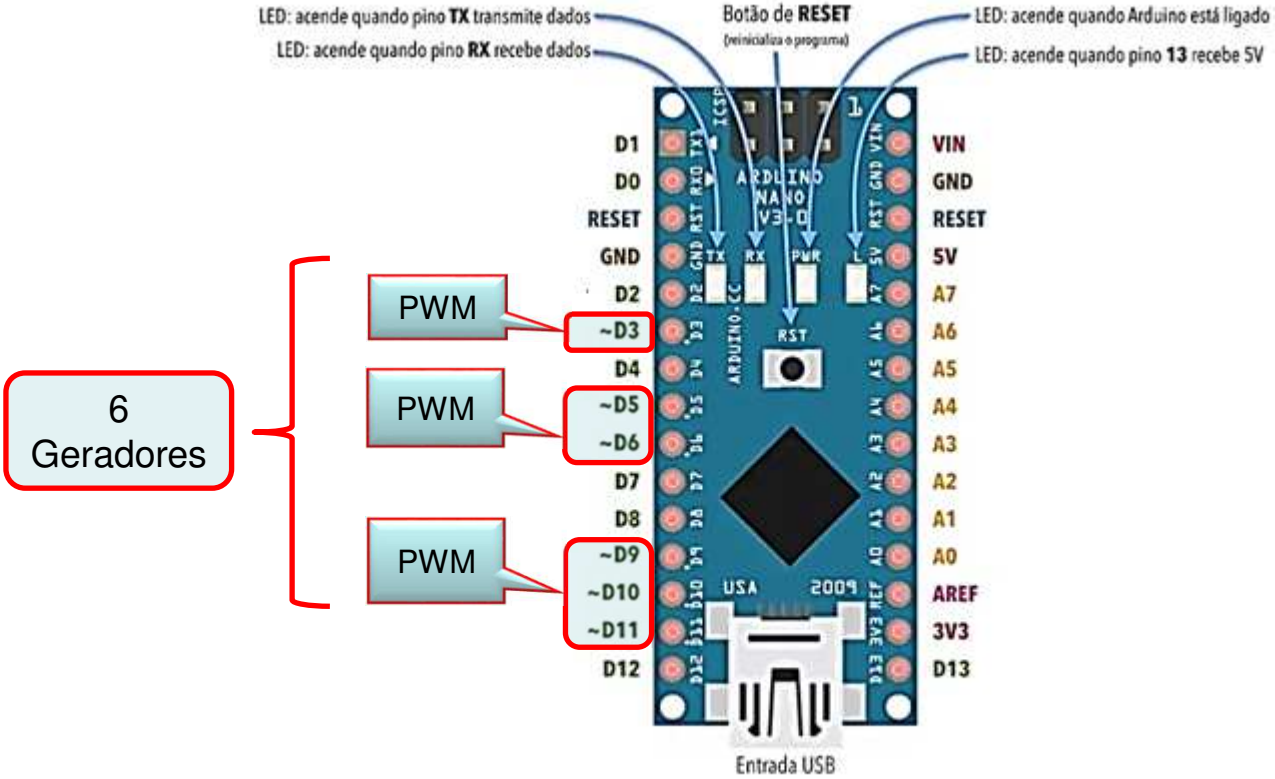 LED: acende quando pino TX transmite dados
LED: acende quando pino RX recebe dados
Botão de RESET
(reinicializa o programa)
LED: acende quando Arduino está ligado
LED: acende quando pino 13 recebe 5V
6
Geradores
PWM
PWM
PWM
D1
D0
RESET
GND
D2
~D3
D4
~D5
~D6
D7
D8
~D9
~D10
~D11
D12
ICSP
1
TX1
RX0
RST
GND
D2
D3
D4
D5
D6
D7
D8
D9
D10
D11
D12
ARDUINO
NANO
V3.0
TX
RX
PWR
L
ARDUINO.CC
RST
USA
2009
VIN
GND
RST
5V
A7
A6
A5
A4
A3
A2
A1
A0
REF
3V3
D13
VIN
GND
RESET
5V
A7
A6
A5
A4
A3
A2
A1
A0
AREF
3V3
D13
Entrada USB